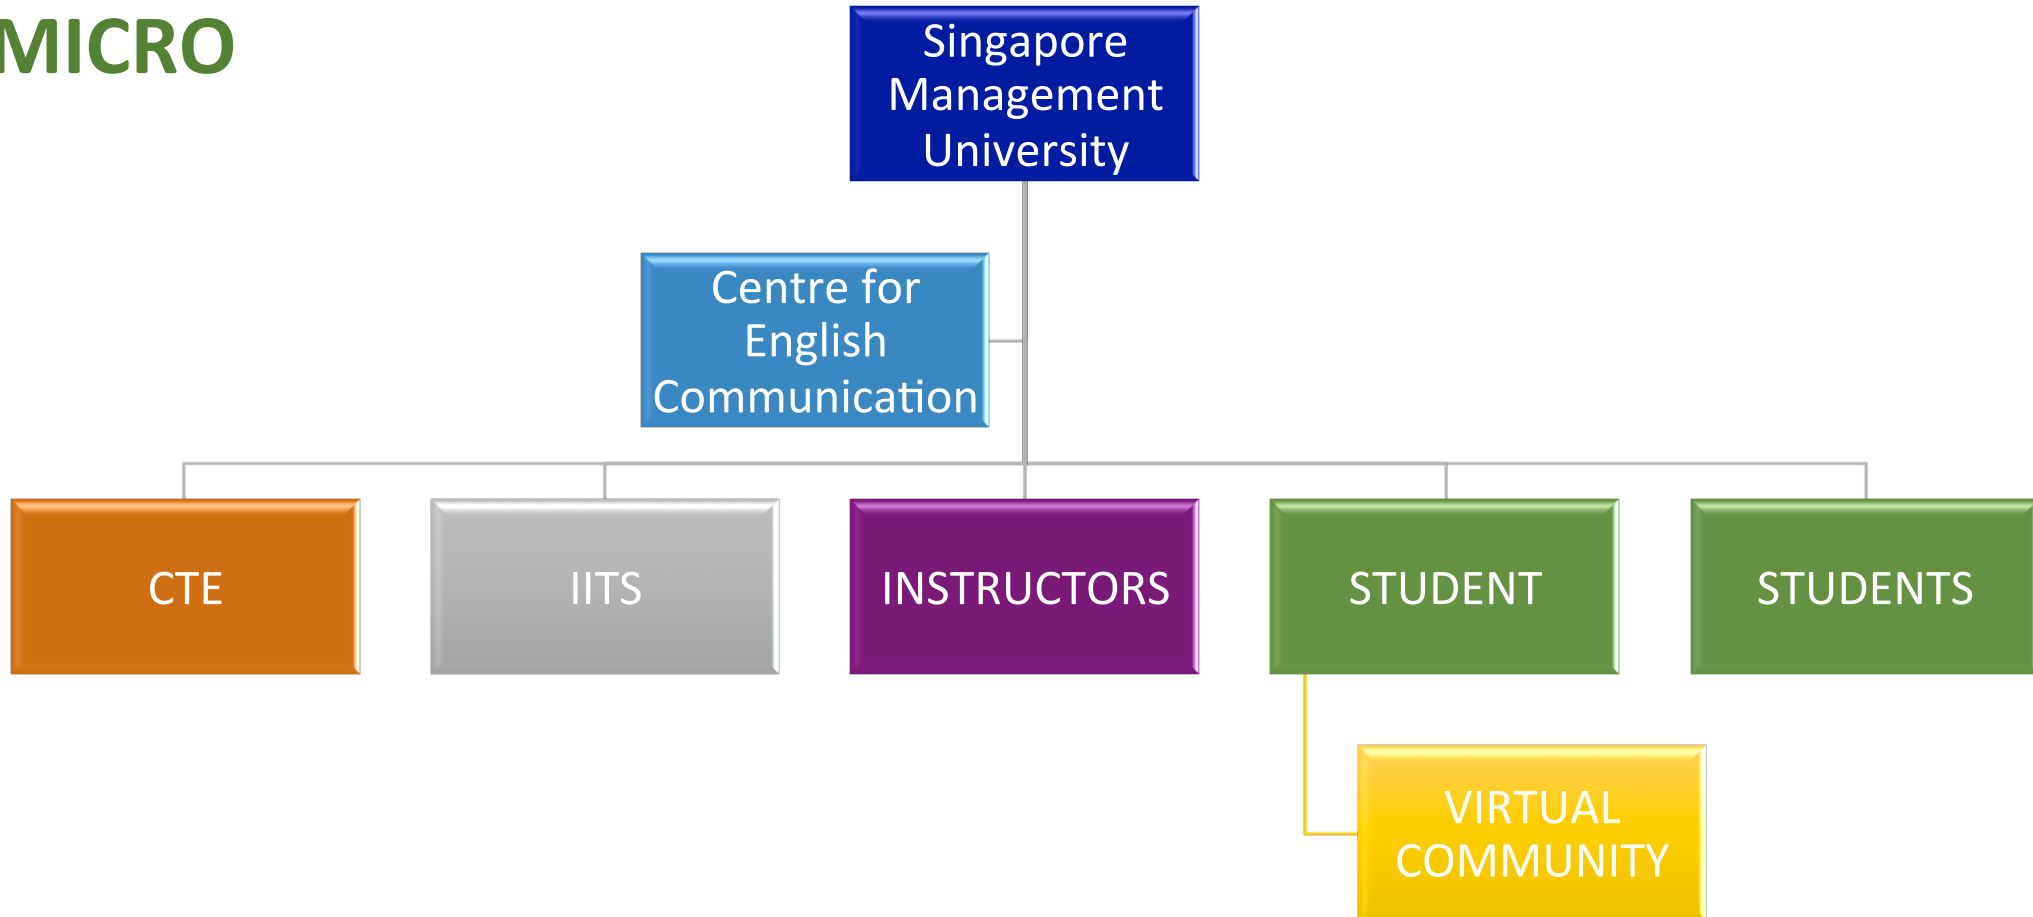 MICRO
Singapore
Management
University
Centre for
English
Communication
CTE
IITS
INSTRUCTORS
STUDENT
STUDENTS
VIRTUAL
COMMUNITY